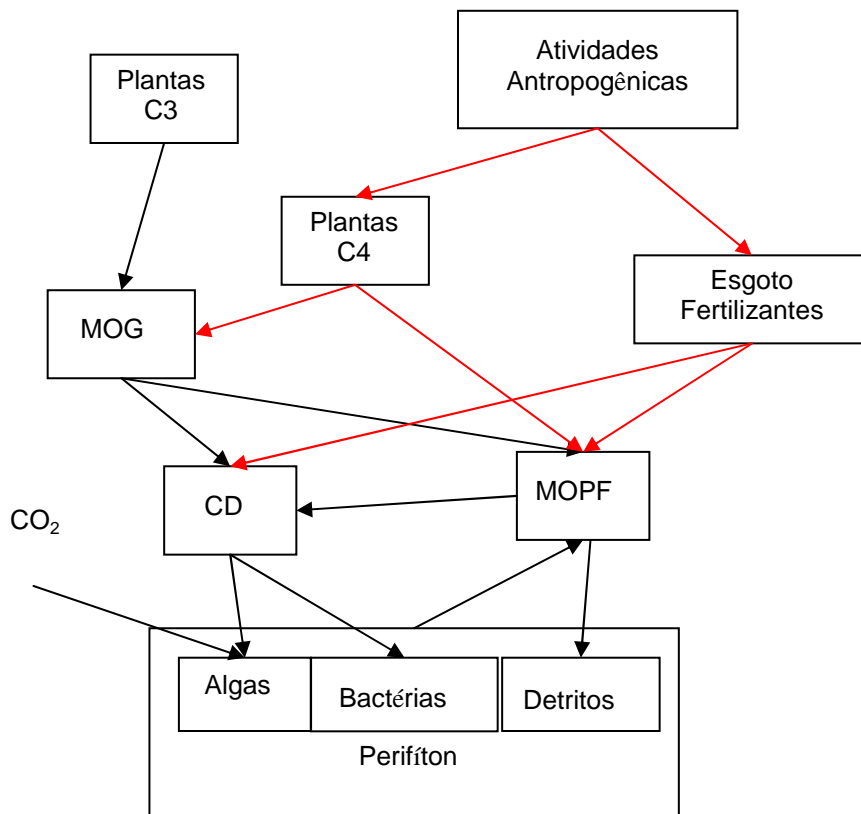 Atividades
Antropogênicas
Plantas
C3
Plantas
C4
Esgoto
Fertilizantes
MOG
CD
MOPF
CO₂
Algas
Bactérias
Detritos
Perifíton